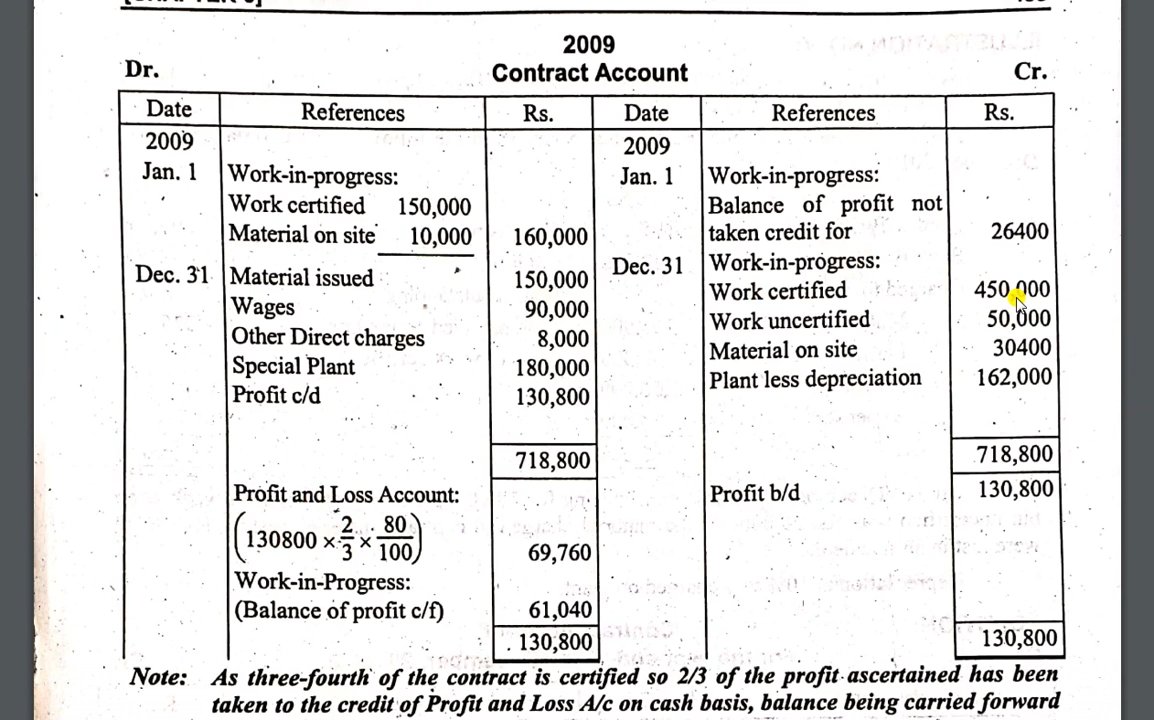 2009
Dr. Contract Account Cr.
Date References Rs. Date References Rs.
2009 2009
Jan. 1 Work-in-progress: Jan. 1 Work-in-progress:
Work certified 150,000 Balance of profit not
Material on site 10,000 160,000 taken credit for 26400
Dec. 31 Material issued 150,000 Dec. 31 Work-in-progress:
Wages 90,000 Work certified 450,000
Other Direct charges 8,000 Work uncertified 50,000
Special Plant 180,000 Material on site 30400
Profit c/d 130,800 Plant less depreciation 162,000
718,800 718,800
Profit and Loss Account: Profit b/d 130,800
(130800 × 2/3 × 80/100) 69,760
Work-in-Progress:
(Balance of profit c/f) 61,040
130,800 130,800
Note: As three-fourth of the contract is certified so 2/3 of the profit ascertained has been
taken to the credit of Profit and Loss A/c on cash basis, balance being carried forward